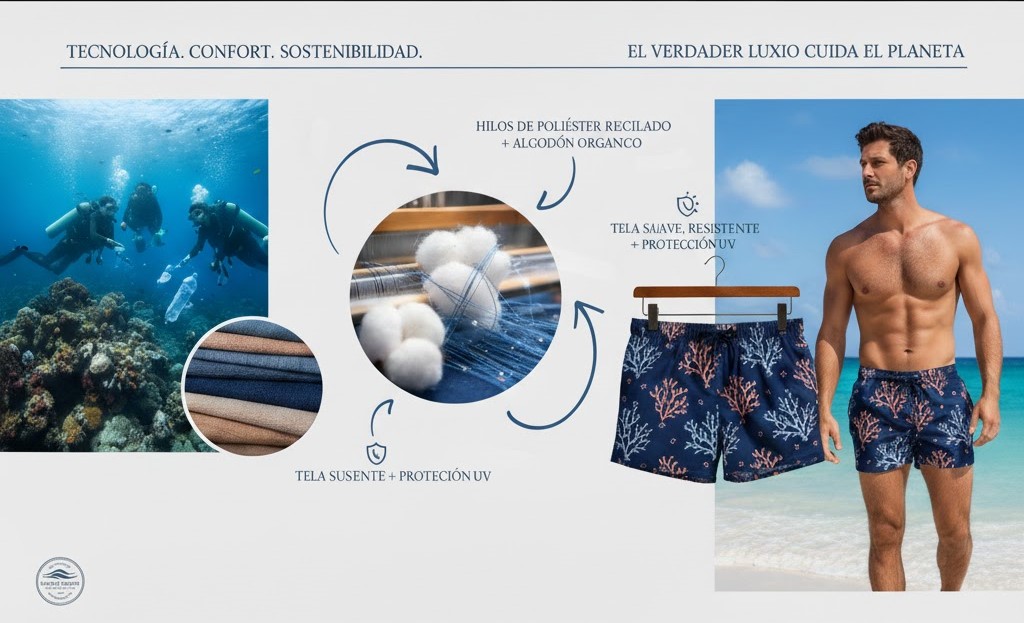 TECNOLOGÍA. CONFORT. SOSTENIBILIDAD.
EL VERDADER LUXIO CUIDA EL PLANETA
HILOS DE POLIÉSTER RECILADO
+ ALGODÓN ORGANCO
TELA SAJAVE, RESISTENTE
+ PROTECCIÓN UV
TELA SUSENTE + PROTECIÓN UV